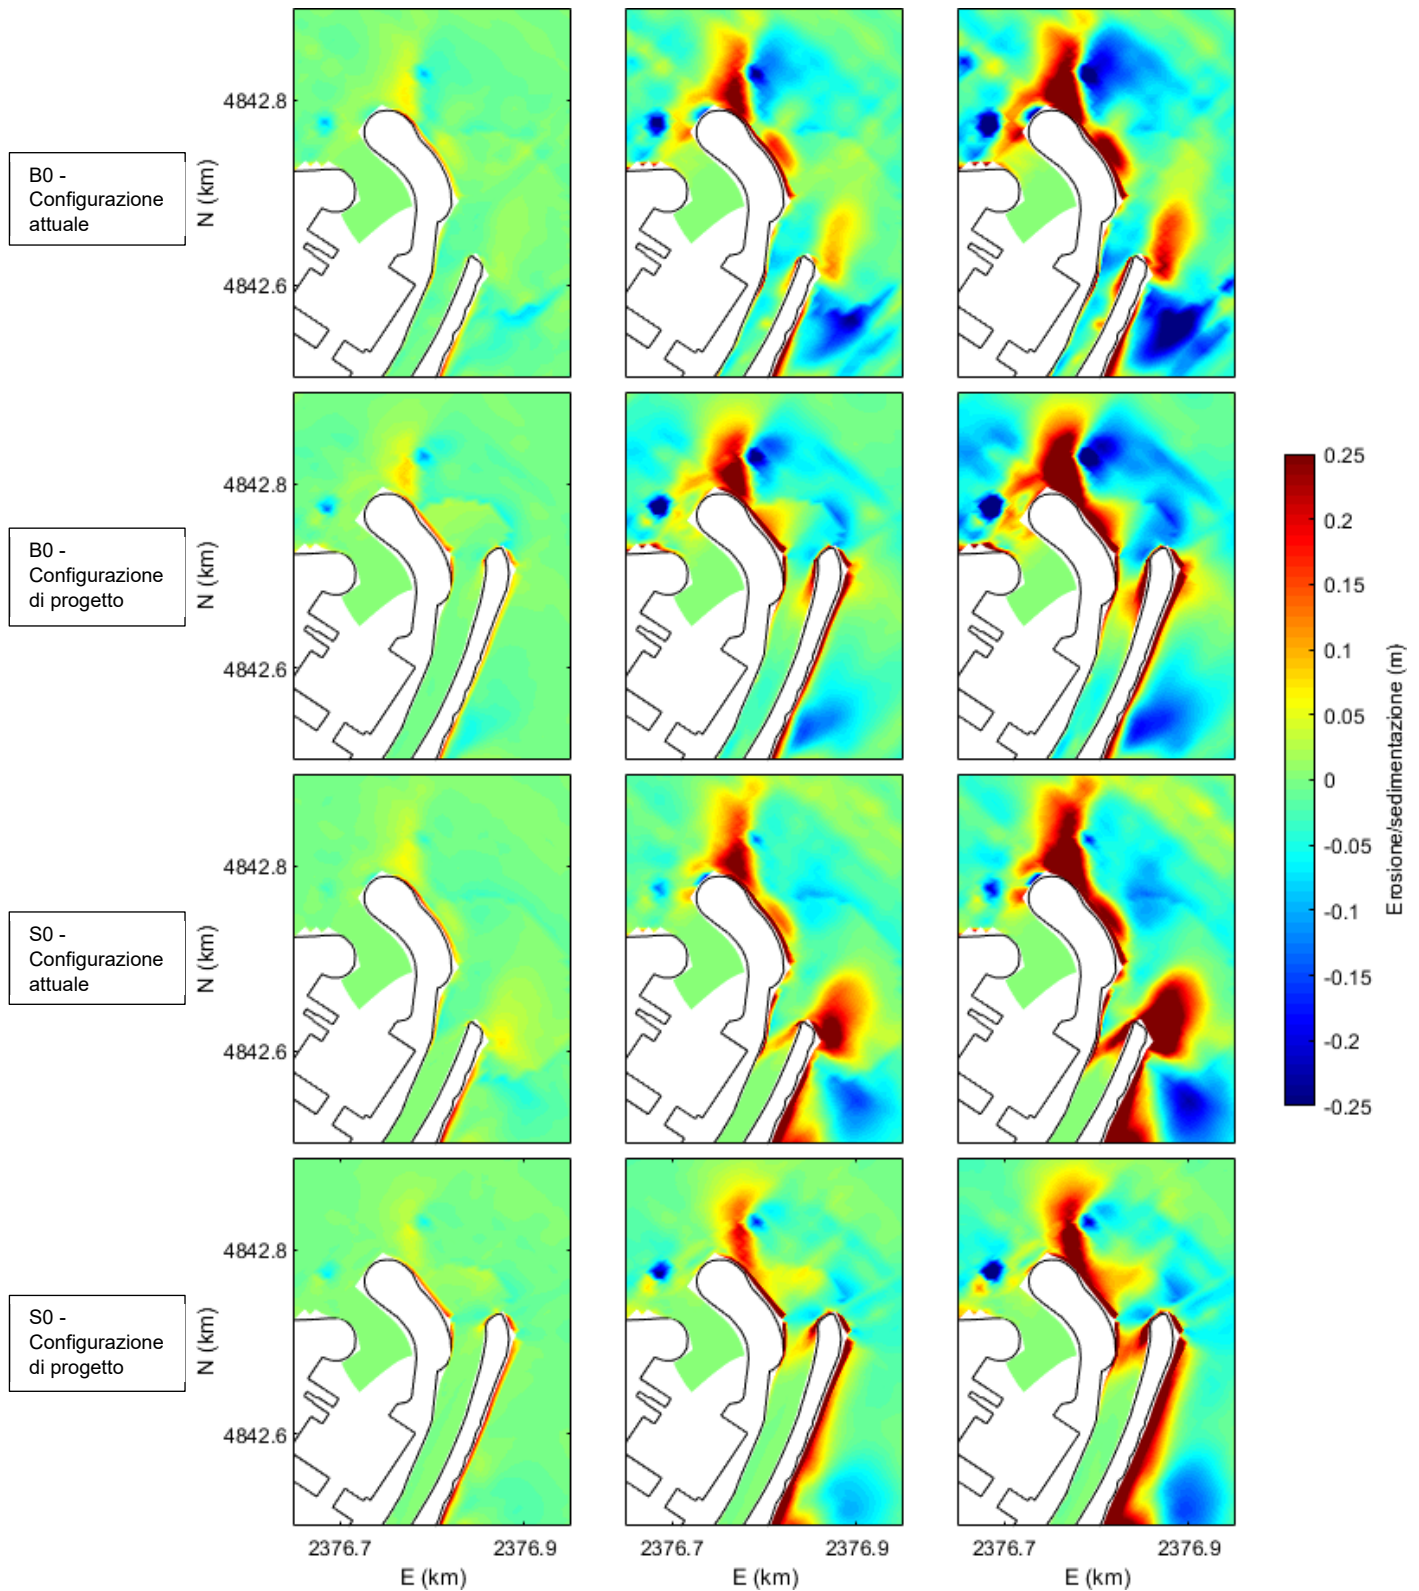 4842.8
B0 -
Configurazione
attuale
N (km)
4842.6
4842.8
B0 -
Configurazione
di progetto
N (km)
4842.6
4842.8
S0 -
Configurazione
attuale
N (km)
4842.6
4842.8
S0 -
Configurazione
di progetto
N (km)
4842.6
2376.7 2376.9
E (km)
2376.7 2376.9
E (km)
2376.7 2376.9
E (km)
0.25
0.2
0.15
0.1
0.05
0
-0.05
-0.1
-0.15
-0.2
-0.25
Erosione/sedimentazione (m)